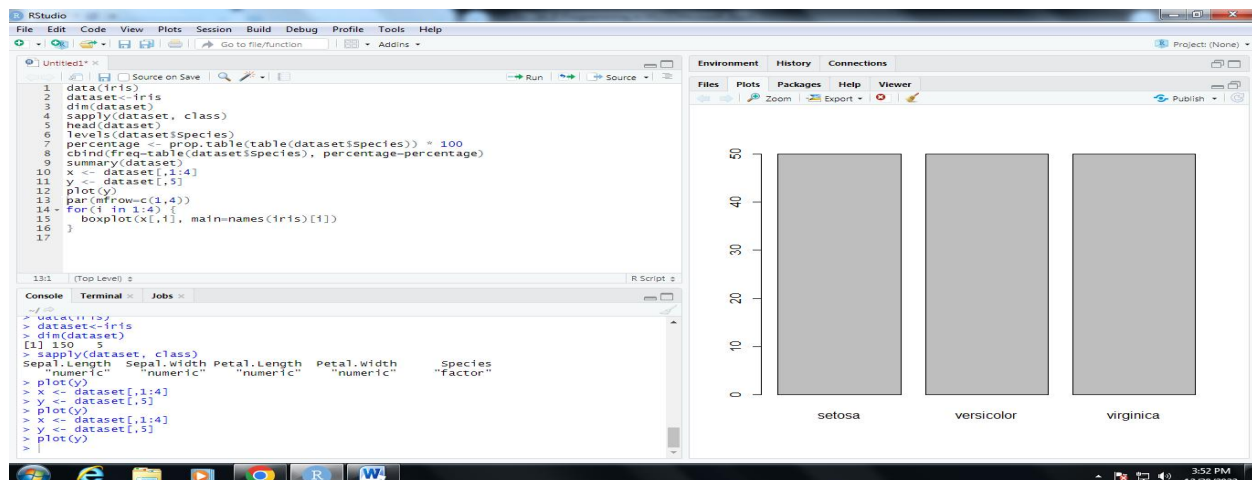 RStudio
File Edit Code View Plots Session Build Debug Profile Tools Help
Go to file/function Addins Project: (None)
Untitled1*
Source on Save Run Source
1 data(iris)
2 dataset<-iris
3 dim(dataset)
4 sapply(dataset, class)
5 head(dataset)
6 levels(dataset$Species)
7 percentage <- prop.table(table(dataset$Species)) * 100
8 cbind(freq=table(dataset$Species), percentage=percentage)
9 summary(dataset)
10 x <- dataset[,1:4]
11 y <- dataset[,5]
12 plot(y)
13 par(mfrow=c(1,4))
14 for(i in 1:4) {
15 boxplot(x[,i], main=names(iris)[i])
16 }
17
13:1 (Top Level) R Script
Console Terminal Jobs
~/
> data(iris)
> dataset<-iris
> dim(dataset)
[1] 150 5
> sapply(dataset, class)
Sepal.Length Sepal.Width Petal.Length Petal.Width Species
"numeric" "numeric" "numeric" "numeric" "factor"
> plot(y)
> x <- dataset[,1:4]
> y <- dataset[,5]
> plot(y)
> x <- dataset[,1:4]
> y <- dataset[,5]
> plot(y)
>
Environment History Connections
Files Plots Packages Help Viewer
Zoom Export Publish
50
40
30
20
10
0
setosa versicolor virginica
3:52 PM